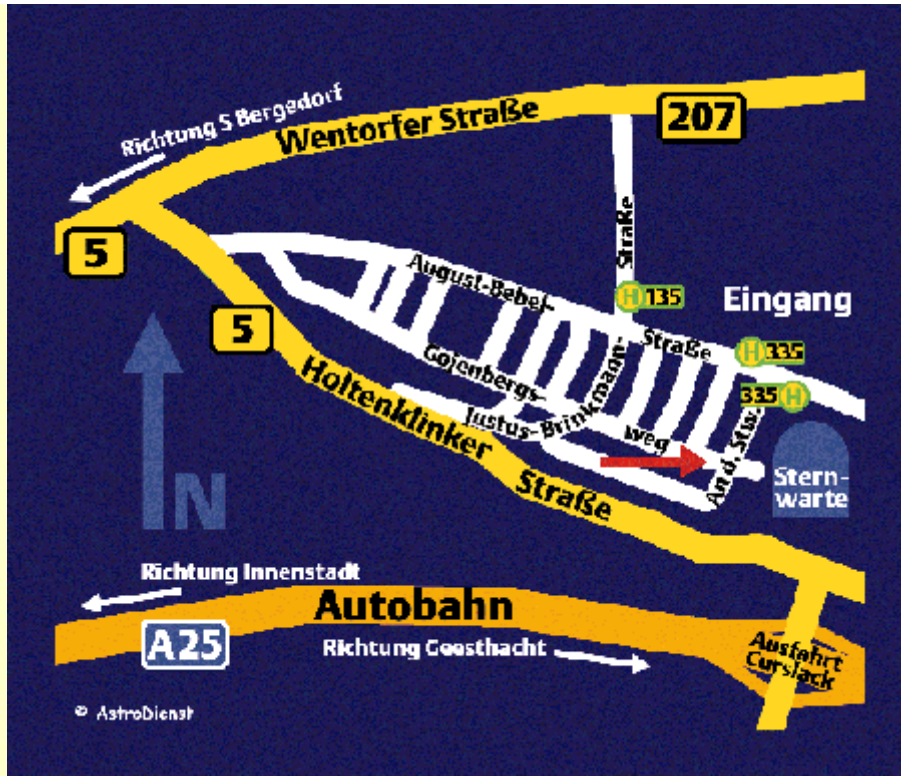 Richtung S Bergedorf
Wentorfer Straße
207
5
5
Straße
August-Bebel-
H 135
Eingang
Straße
H 335
335 H
Gojenbergs-
weg
Justus-Brinkmann-
And. Stw.
Stern-
warte
Holtenklinker
Straße
N
Richtung Innenstadt
Autobahn
A25
Richtung Geesthacht
Ausfahrt
Curslack
© AstroDienst